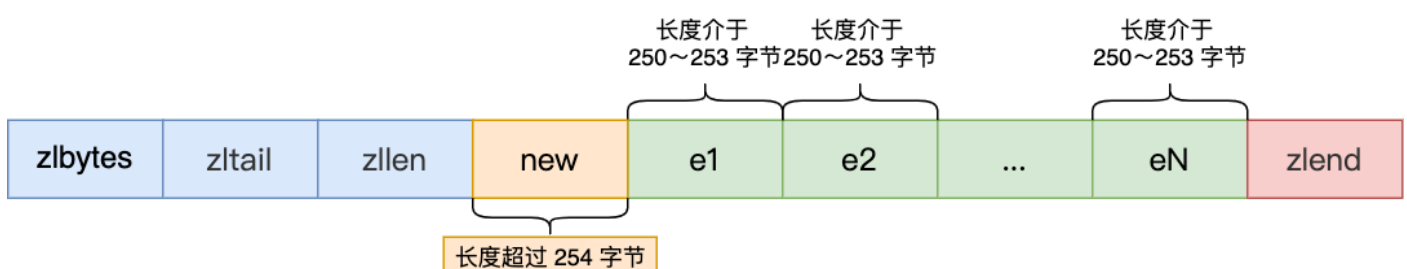 长度介于
250～253 字节
长度介于
250～253 字节
长度介于
250～253 字节
zlbytes
zltail
zllen
new
e1
e2
...
eN
zlend
长度超过 254 字节